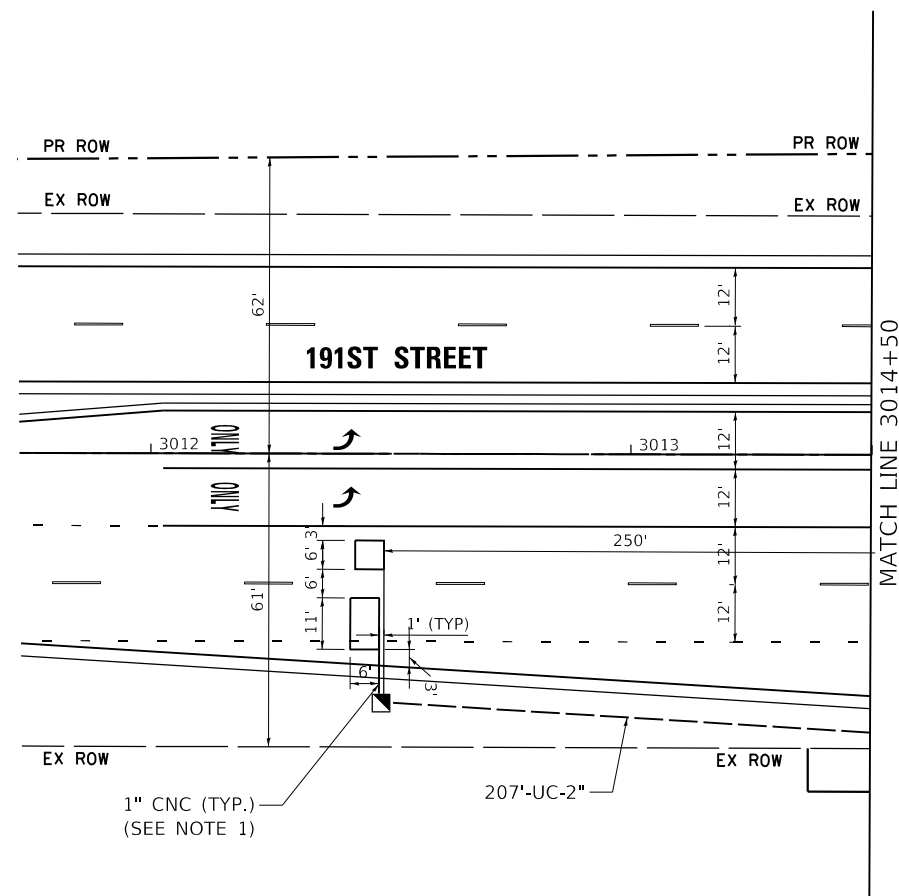 PR ROW
PR ROW
EX ROW
EX ROW
62'
12'
12'
191ST STREET
MATCH LINE 3014+50
ONLY
3012
3013
12'
ONLY
12'
3'
6'
250'
12'
6'
61'
11'
1' (TYP)
12'
6'
3'
EX ROW
EX ROW
207'-UC-2"
1" CNC (TYP.)
(SEE NOTE 1)